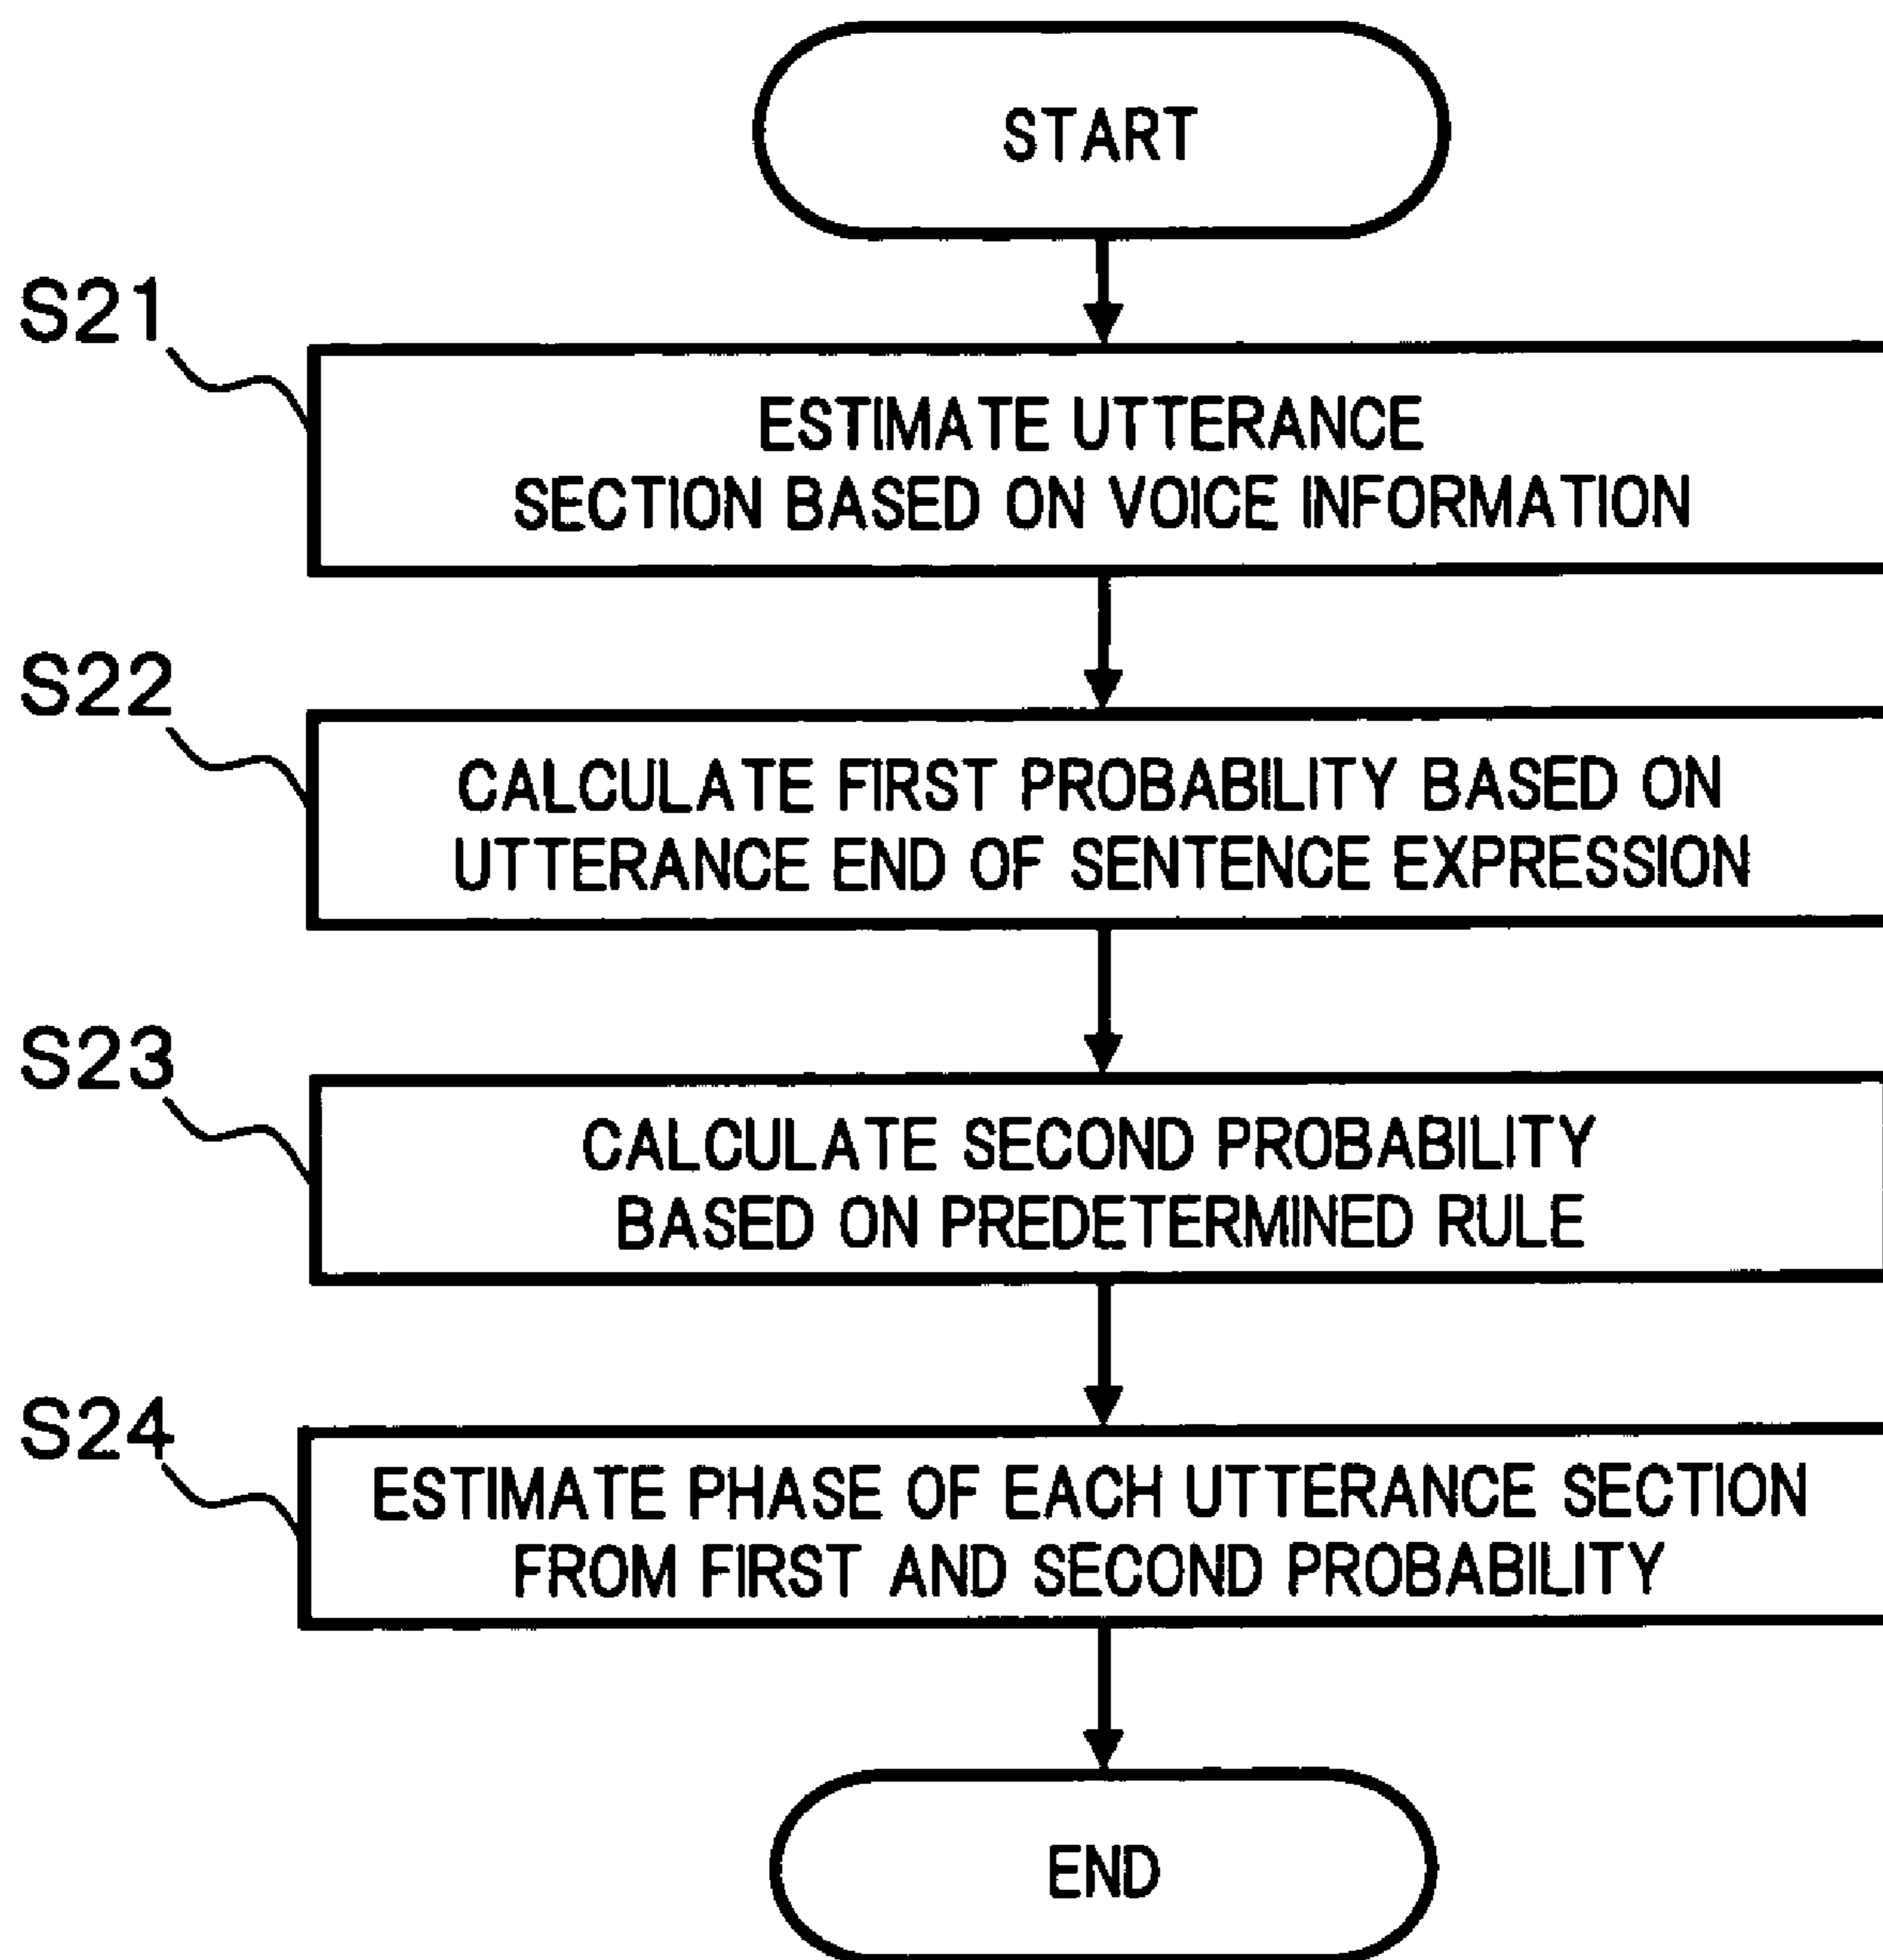 START
S21
ESTIMATE UTTERANCE
SECTION BASED ON VOICE INFORMATION
S22
CALCULATE FIRST PROBABILITY BASED ON
UTTERANCE END OF SENTENCE EXPRESSION
S23
CALCULATE SECOND PROBABILITY
BASED ON PREDETERMINED RULE
S24
ESTIMATE PHASE OF EACH UTTERANCE SECTION
FROM FIRST AND SECOND PROBABILITY
END